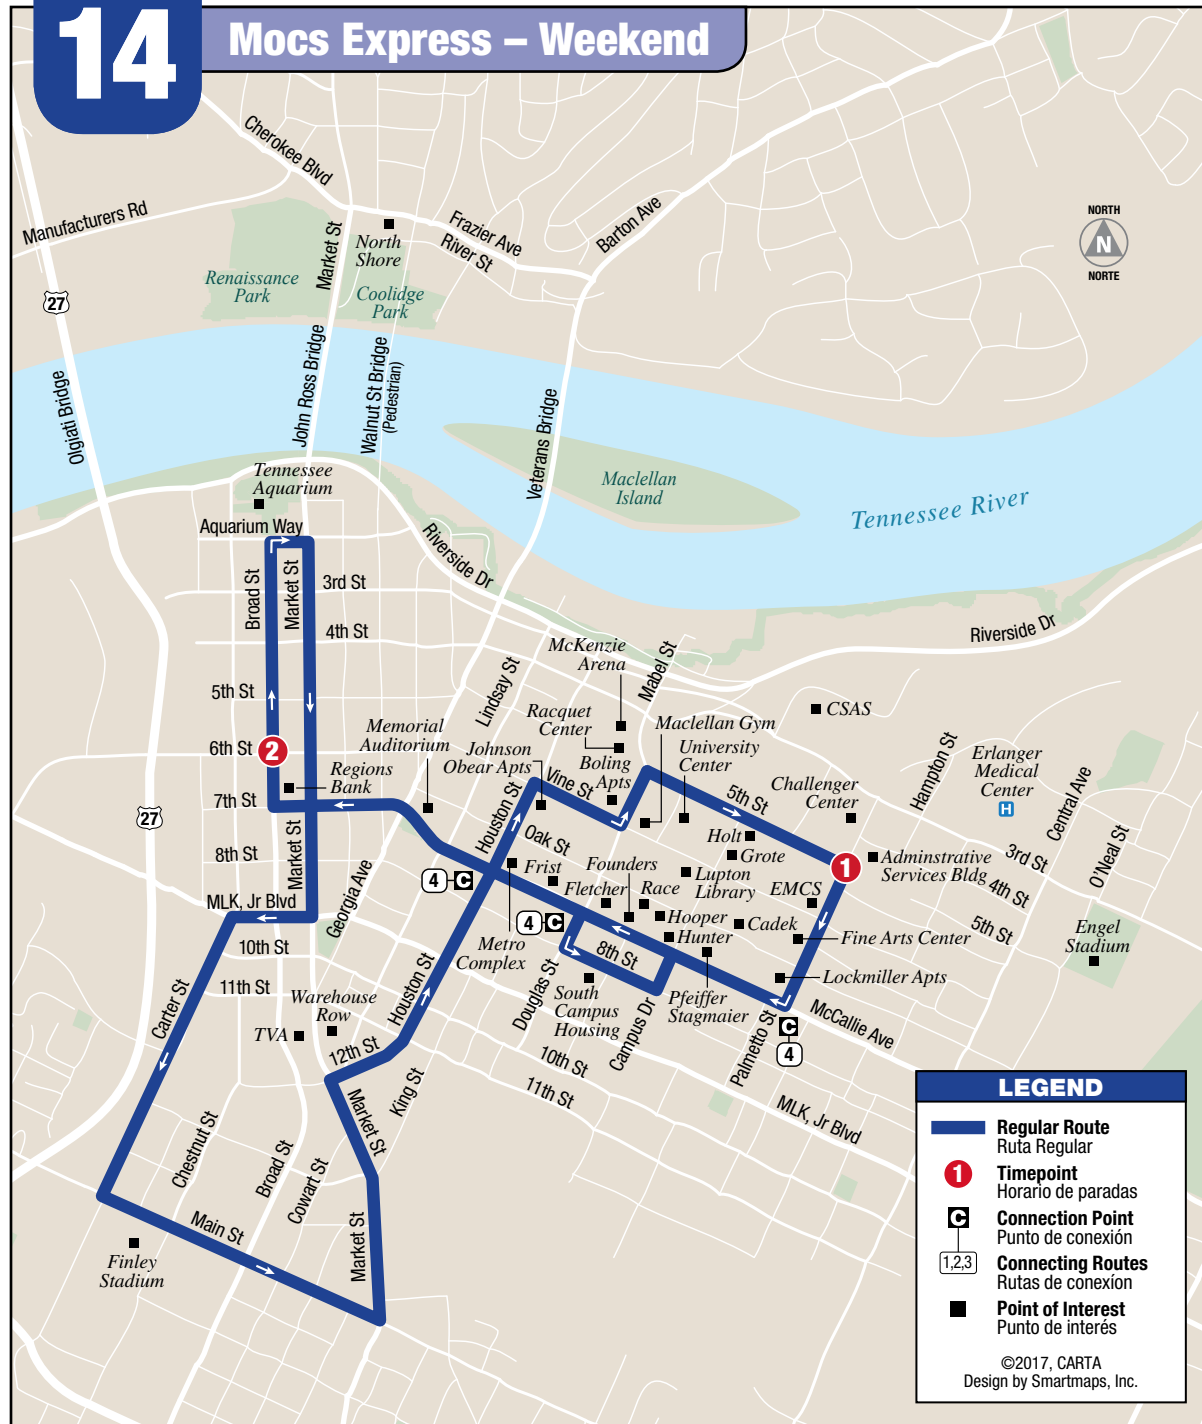 14
Mocs Express – Weekend
Cherokee Blvd
Manufacturers Rd
Market St
North
Shore
Frazier Ave
River St
Barton Ave
NORTH
N
NORTE
Renaissance
Park
Coolidge
Park
27
Olgiati Bridge
John Ross Bridge
Walnut St Bridge
(Pedestrian)
Veterans Bridge
Maclellan
Island
Tennessee River
Tennessee
Aquarium
Aquarium Way
Riverside Dr
Riverside Dr
Broad St
Market St
3rd St
4th St
5th St
6th St
2
7th St
8th St
Regions
Bank
Memorial
Auditorium
Lindsay St
McKenzie
Arena
Mabel St
Racquet
Center
Maclellan Gym
University
Center
CSAS
Johnson
Obear Apts
Vine St
Boling
Apts
5th St
Challenger
Center
Hampton St
Erlanger
Medical
Center
H
Central Ave
O'Neal St
27
Market St
Georgia Ave
Houston St
Oak St
Frist
Founders
Fletcher
Race
Holt
Grote
Lupton
Library
EMCS
1
Adminstrative
Services Bldg
3rd St
4th St
5th St
Engel
Stadium
4
C
4
C
Metro
Complex
Hooper
Hunter
Cadek
Fine Arts Center
Lockmiller Apts
MLK, Jr Blvd
10th St
11th St
Carter St
Warehouse
Row
TVA
12th St
Houston St
King St
Douglas St
8th St
South
Campus
Housing
Campus Dr
Pfeiffer
Stagmaier
Palmetto St
McCallie Ave
C
4
10th St
11th St
MLK, Jr Blvd
Chestnut St
Broad St
Cowart St
Market St
Market St
Main St
Finley
Stadium
LEGEND
Regular Route
Ruta Regular
1
Timepoint
Horario de paradas
C
Connection Point
Punto de conexión
1,2,3
Connecting Routes
Rutas de conexíon
Point of Interest
Punto de interés
©2017, CARTA
Design by Smartmaps, Inc.